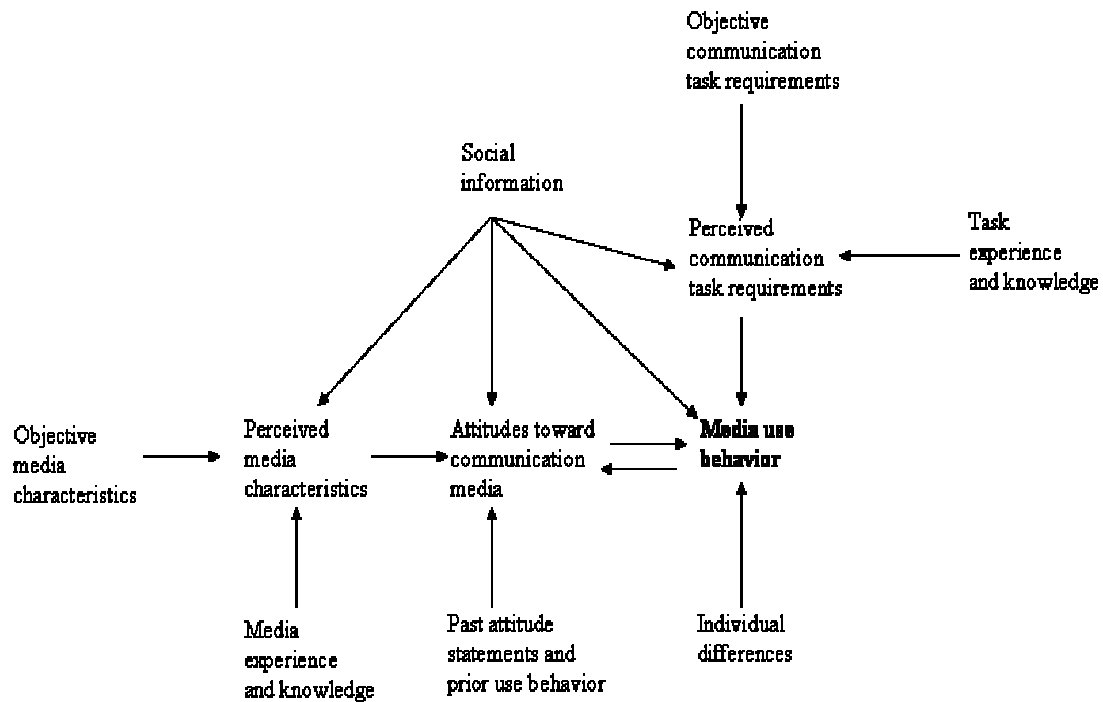 Objective
communication
task requirements
Social
information
Perceived
communication
task requirements
Task
experience
and knowledge
Objective
media
characteristics
Perceived
media
characteristics
Attitudes toward
communication
media
Media use
behavior
Media
experience
and knowledge
Past attitude
statements and
prior use behavior
Individual
differences